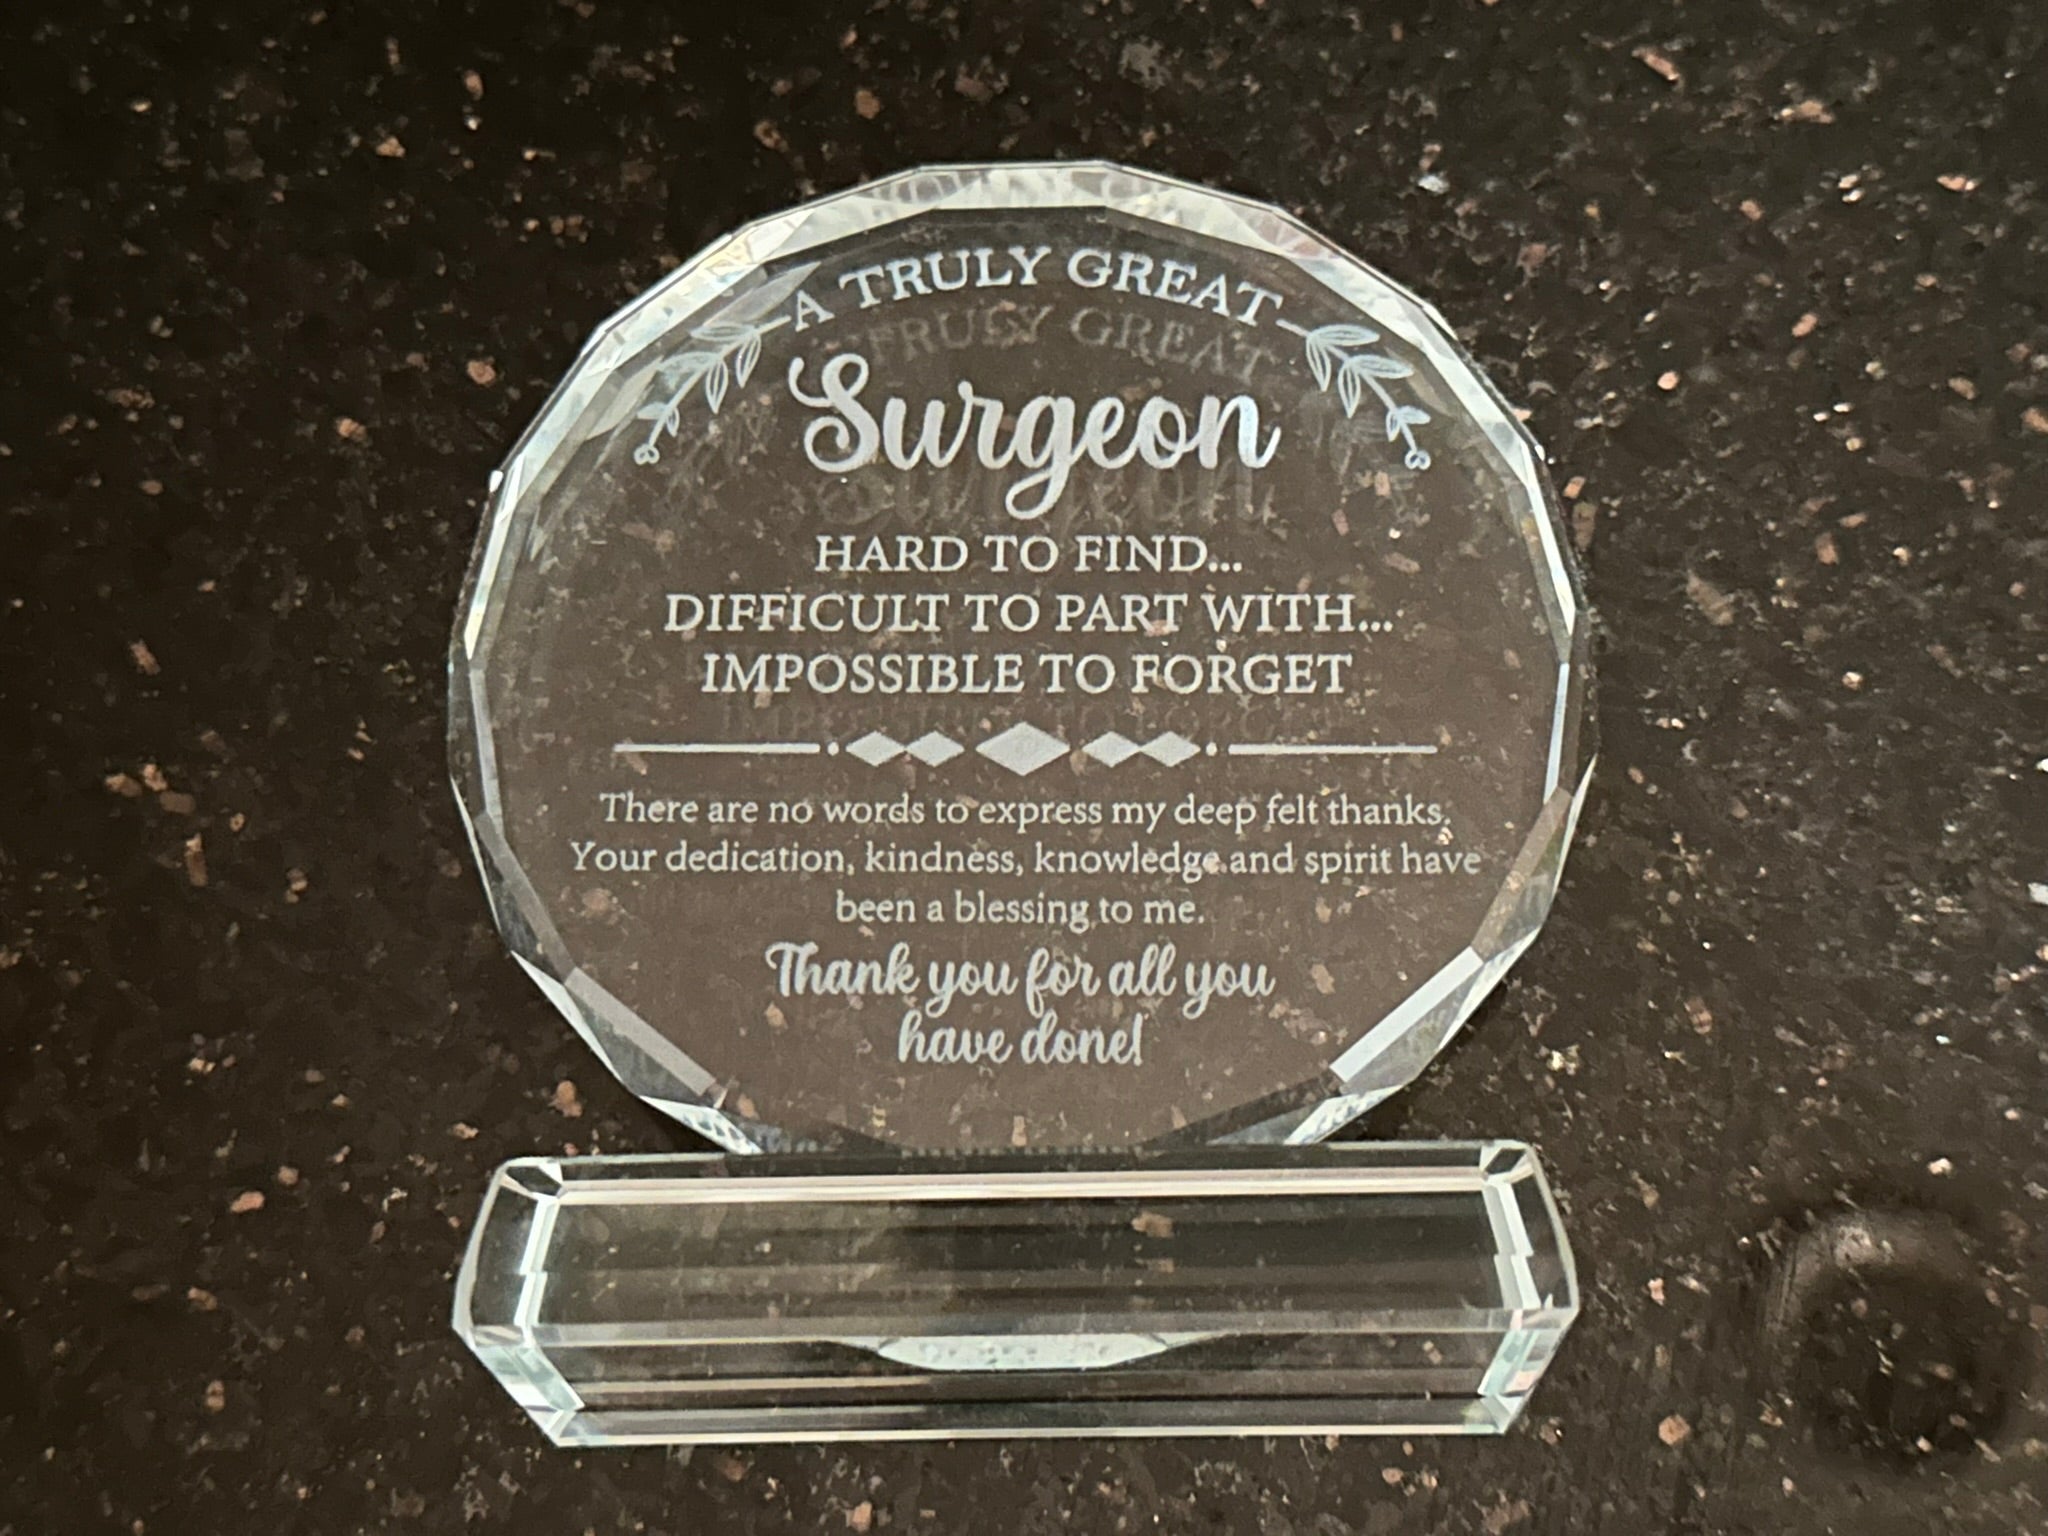 A TRULY GREAT
Surgeon
HARD TO FIND...
DIFFICULT TO PART WITH...
IMPOSSIBLE TO FORGET
There are no words to express my deep felt thanks.
Your dedication, kindness, knowledge and spirit have
been a blessing to me.
Thank you for all you
have done!